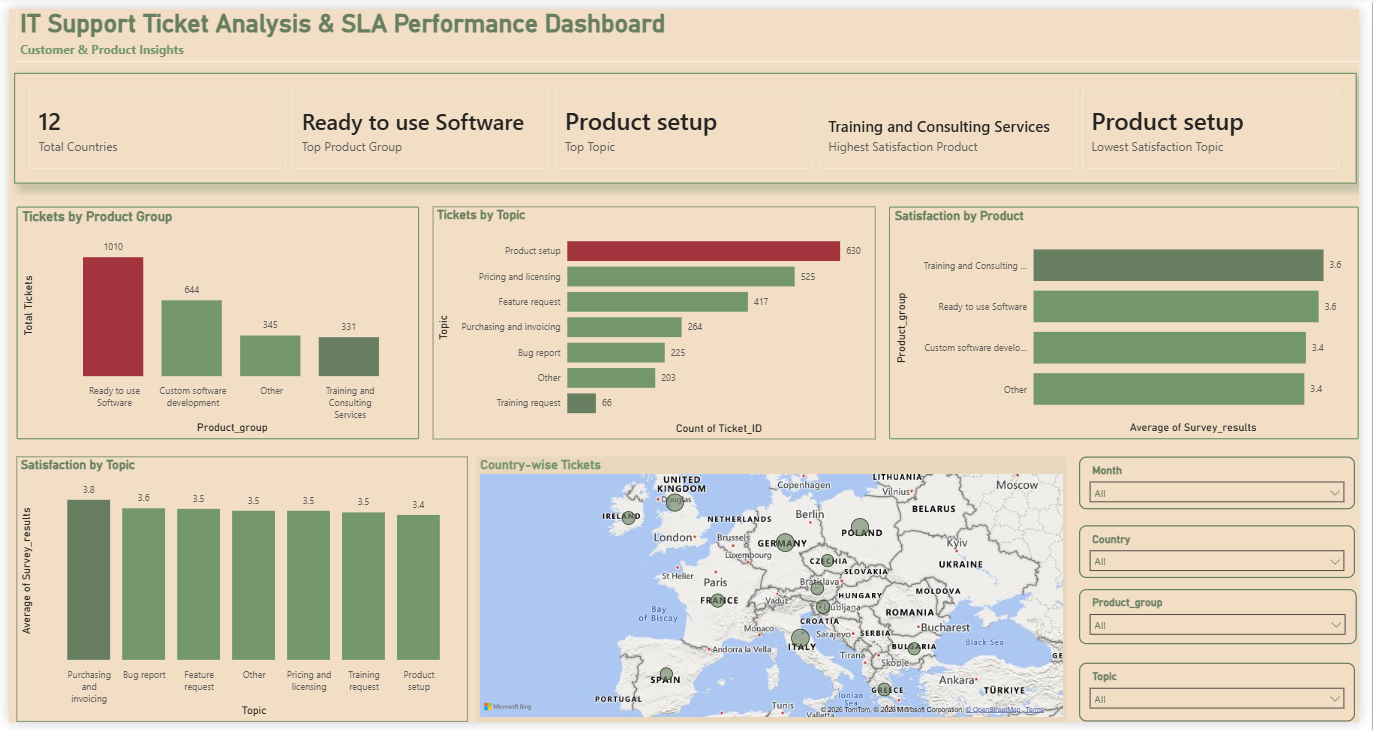 IT Support Ticket Analysis & SLA Performance Dashboard
Customer & Product Insights
12
Total Countries
Ready to use Software
Top Product Group
Product setup
Top Topic
Training and Consulting Services
Highest Satisfaction Product
Product setup
Lowest Satisfaction Topic
Tickets by Product Group
Total Tickets
1010
644
345
331
Ready to use
Software
Custom software
development
Other
Training and
Consulting
Services
Product_group
Tickets by Topic
Topic
Product setup 630
Pricing and licensing 525
Feature request 417
Purchasing and invoicing 264
Bug report 225
Other 203
Training request 66
Count of Ticket_ID
Satisfaction by Product
Product_group
Training and Consulting ... 3.6
Ready to use Software 3.6
Custom software develo... 3.4
Other 3.4
Average of Survey_results
Satisfaction by Topic
Average of Survey_results
3.8
3.6
3.5
3.5
3.5
3.5
3.4
Purchasing
and
invoicing
Bug report
Feature
request
Other
Pricing and
licensing
Training
request
Product
setup
Topic
Country-wise Tickets
UNITED
KINGDOM
Douglas
IRELAND
London
Copenhagen
LITHUANIA
Vilnius
Moscow
NETHERLANDS
Berlin
BELARUS
POLAND
Brussels
GERMANY
Luxembourg
Kyiv
CZECHIA
SLOVAKIA
UKRAINE
St Helier
Paris
Bratislava
FRANCE
Vaduz
HUNGARY
MOLDOVA
Ljubljana
ROMANIA
Bay
of Biscay
CROATIA
Monaco
Sarajevo
SERBIA
Bucharest
Andorra la Vella
ITALY
BULGARIA
Black Sea
Tirana
Skopje
GE
SPAIN
Ankara
PORTUGAL
Ionian
Sea
GREECE
TÜRKIYE
Tunis
Valletta
Microsoft Bing
© 2026 TomTom, © 2026 Microsoft Corporation, © OpenStreetMap Terms
Month
All
Country
All
Product_group
All
Topic
All